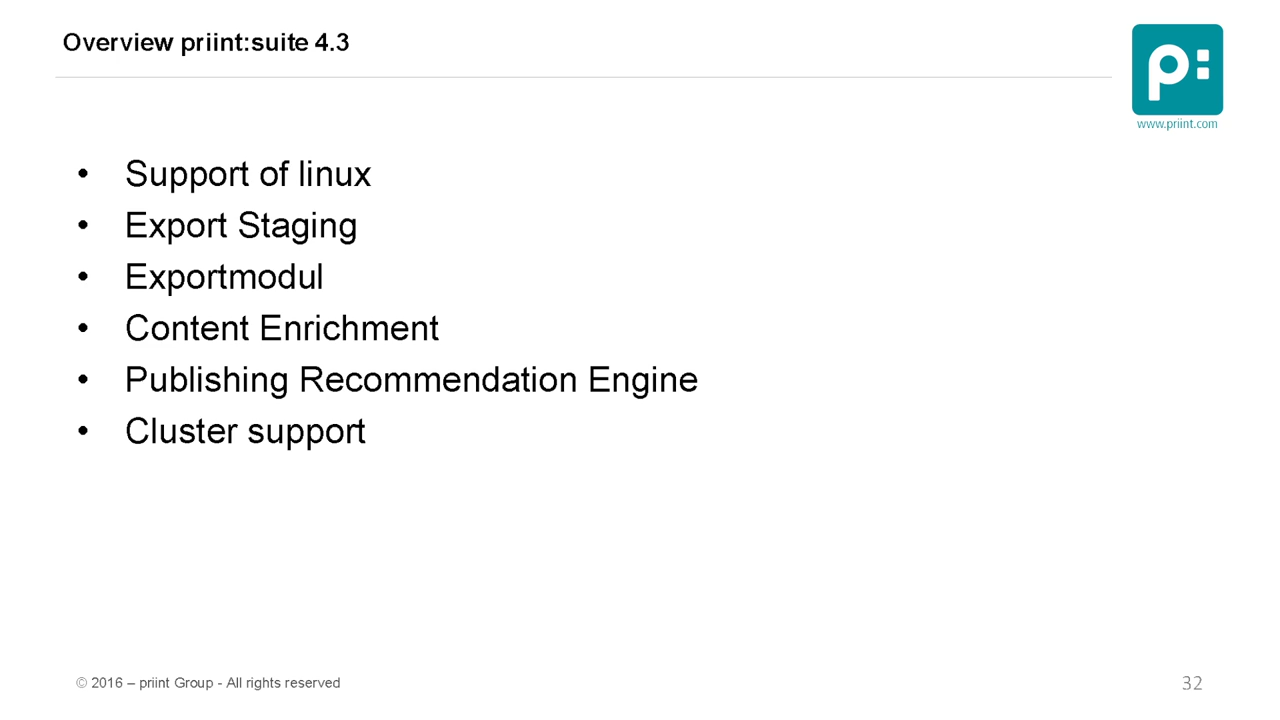 Overview priint:suite 4.3
p:
www.priint.com
• Support of linux
• Export Staging
• Exportmodul
• Content Enrichment
• Publishing Recommendation Engine
• Cluster support
© 2016 – priint Group - All rights reserved
32